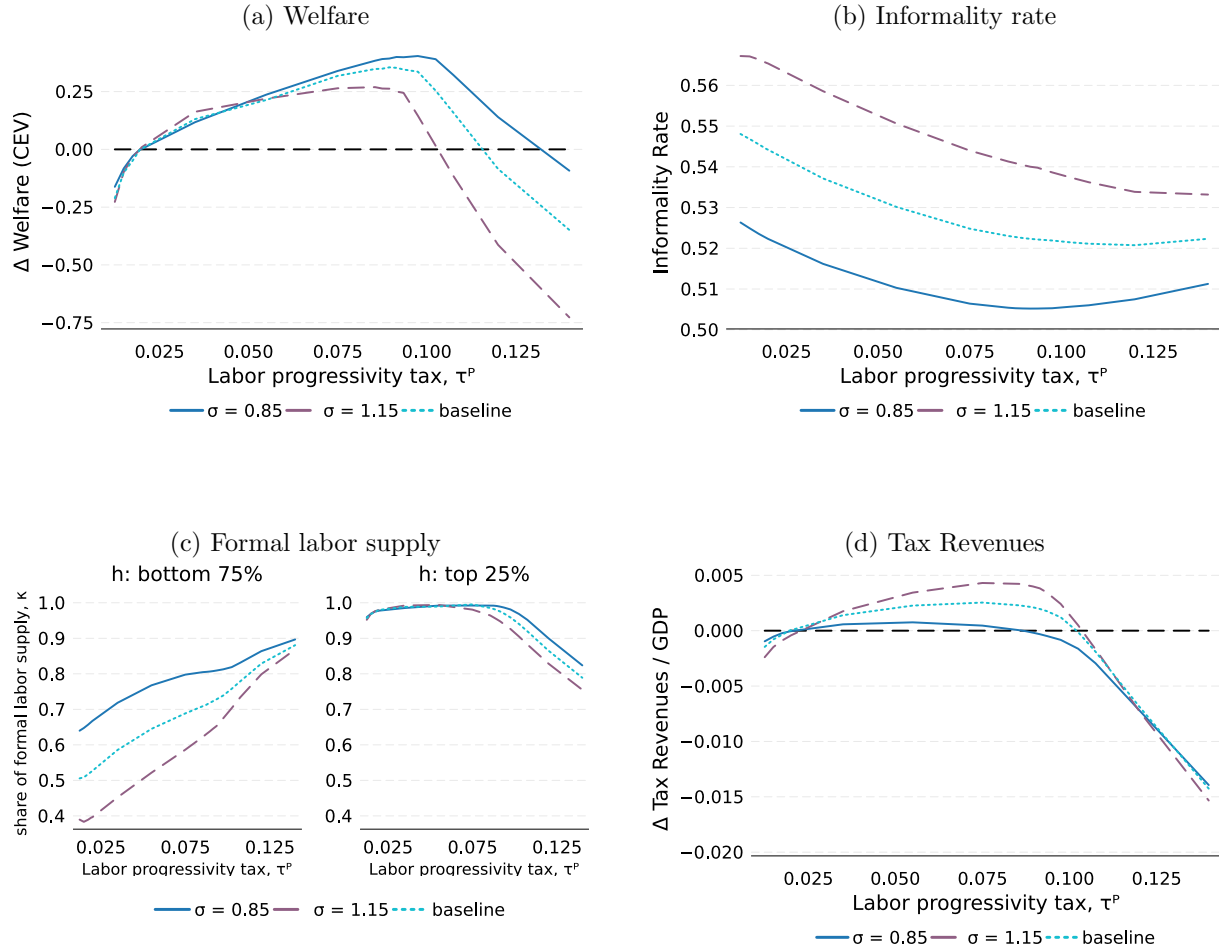 (a) Welfare
Δ Welfare (CEV)
0.25
0.00
−0.25
−0.50
−0.75
0.025 0.050 0.075 0.100 0.125
Labor progressivity tax, τᴾ
σ = 0.85 σ = 1.15 baseline
(b) Informality rate
Informality Rate
0.56
0.55
0.54
0.53
0.52
0.51
0.50
0.025 0.050 0.075 0.100 0.125
Labor progressivity tax, τᴾ
σ = 0.85 σ = 1.15 baseline
(c) Formal labor supply
h: bottom 75% h: top 25%
share of formal labor supply, κ
1.0 1.0
0.9 0.9
0.8 0.8
0.7 0.7
0.6 0.6
0.5 0.5
0.4 0.4
0.025 0.075 0.125 0.025 0.075 0.125
Labor progressivity tax, τᴾ Labor progressivity tax, τᴾ
σ = 0.85 σ = 1.15 baseline
(d) Tax Revenues
Δ Tax Revenues / GDP
0.005
0.000
−0.005
−0.010
−0.015
−0.020
0.025 0.050 0.075 0.100 0.125
Labor progressivity tax, τᴾ
σ = 0.85 σ = 1.15 baseline